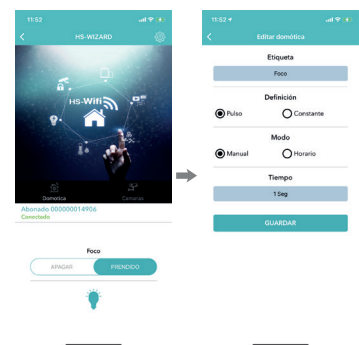 11:52
HS-WIZARD
HS-Wifi
Domotica
Camaras
Abonado 000000014906
Conectado
Foco
APAGAR
PRENDIDO
11:52
Editar domótica
Etiqueta
Foco
Definición
Pulso
Constante
Modo
Manual
Horario
Tiempo
1 Seg
GUARDAR